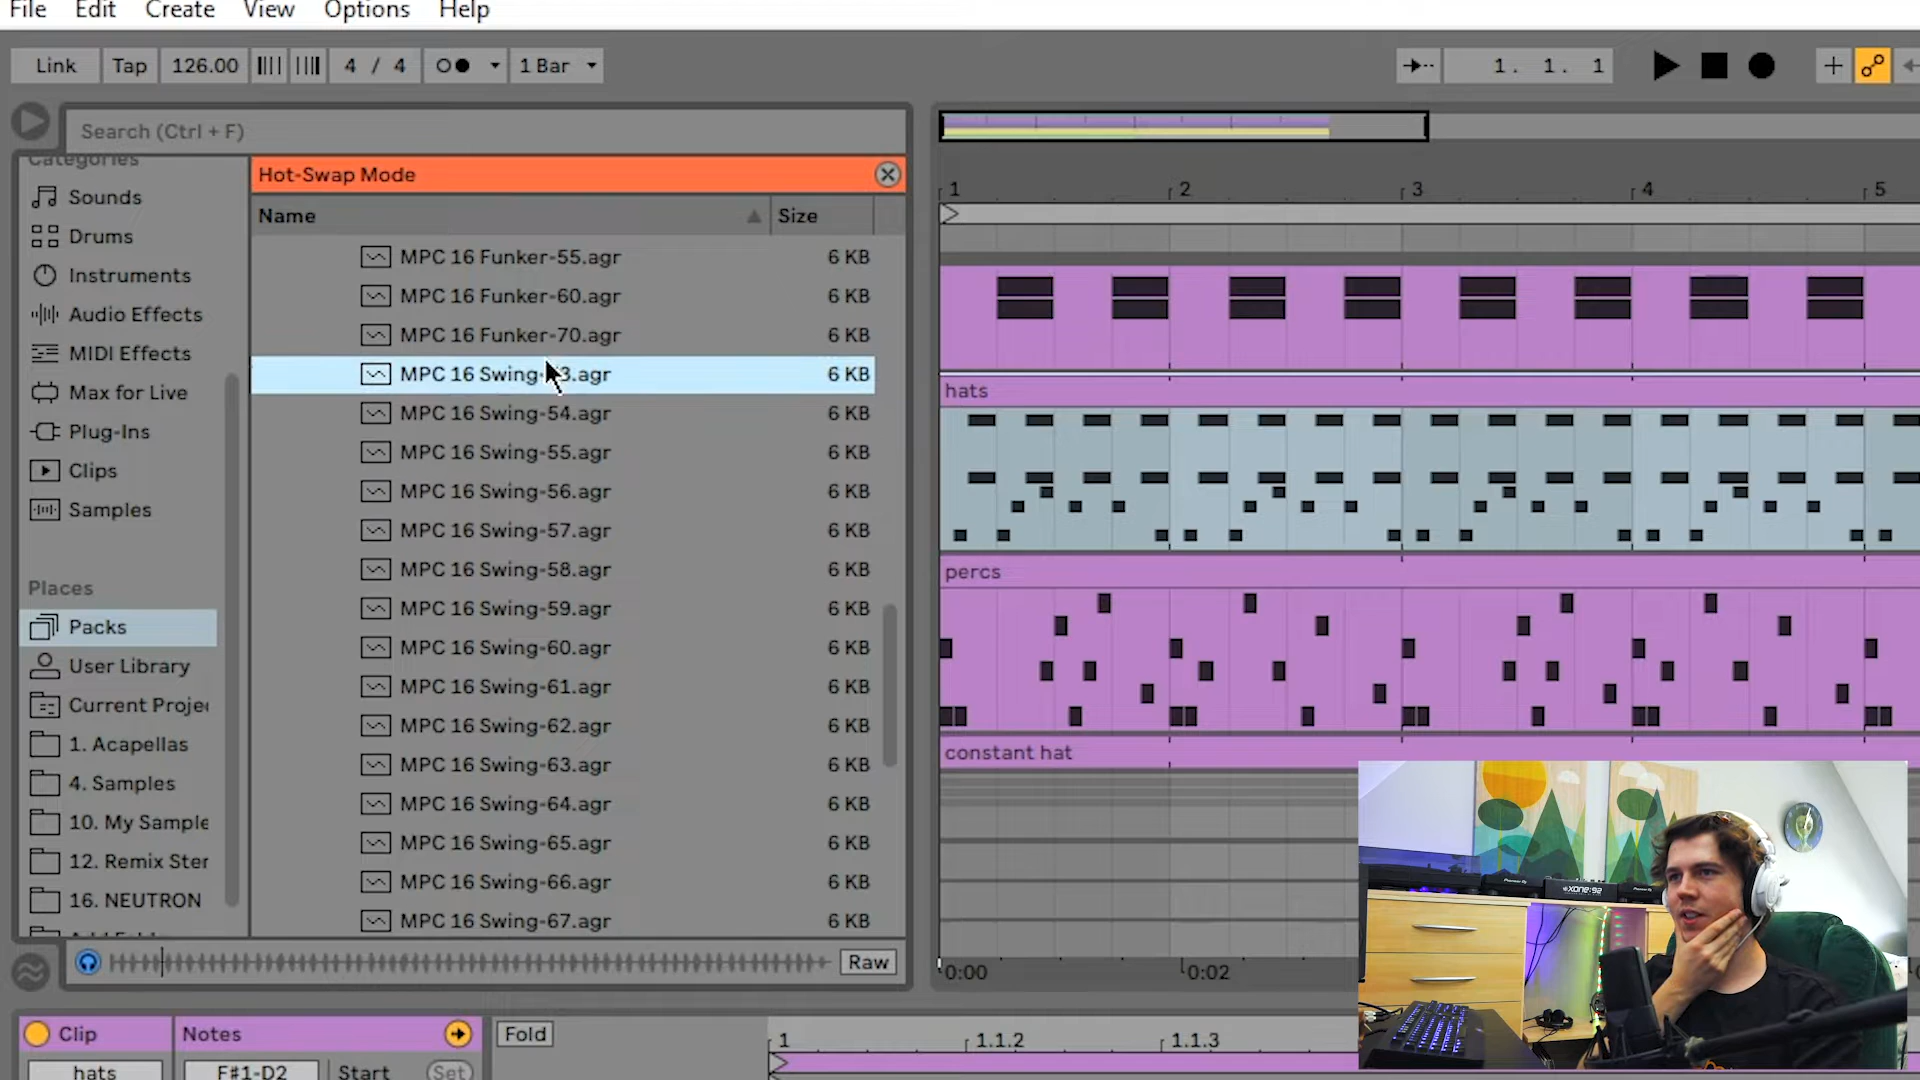 File Edit Create View Options Help
Link Tap 126.00 4 / 4 1 Bar 1. 1. 1
Search (Ctrl + F)
Categories
Sounds
Drums
Instruments
Audio Effects
MIDI Effects
Max for Live
Plug-Ins
Clips
Samples
Places
Packs
User Library
Current Proje
1. Acapellas
4. Samples
10. My Sample
12. Remix Ster
16. NEUTRON
Hot-Swap Mode
Name Size
MPC 16 Funker-55.agr 6 KB
MPC 16 Funker-60.agr 6 KB
MPC 16 Funker-70.agr 6 KB
MPC 16 Swing- 3.agr 6 KB
MPC 16 Swing-54.agr 6 KB
MPC 16 Swing-55.agr 6 KB
MPC 16 Swing-56.agr 6 KB
MPC 16 Swing-57.agr 6 KB
MPC 16 Swing-58.agr 6 KB
MPC 16 Swing-59.agr 6 KB
MPC 16 Swing-60.agr 6 KB
MPC 16 Swing-61.agr 6 KB
MPC 16 Swing-62.agr 6 KB
MPC 16 Swing-63.agr 6 KB
MPC 16 Swing-64.agr 6 KB
MPC 16 Swing-65.agr 6 KB
MPC 16 Swing-66.agr 6 KB
MPC 16 Swing-67.agr 6 KB
Raw
1 2 3 4 5
hats
percs
constant hat
0:00 0:02
XONE:92
Clip Notes Fold 1 1.1.2 1.1.3
hats F#1-D2 Start Set